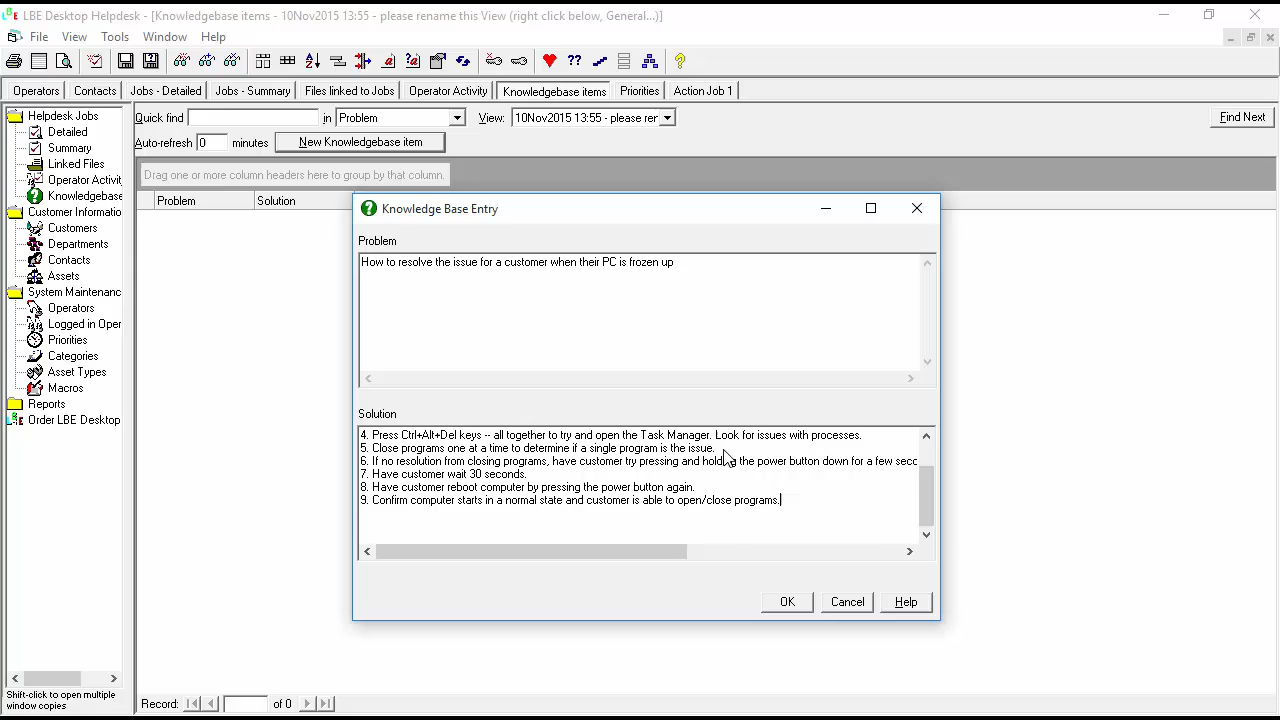 LBE Desktop Helpdesk - [Knowledgebase items - 10Nov2015 13:55 - please rename this View (right click below, General...)]
File View Tools Window Help
Operators Contacts Jobs - Detailed Jobs - Summary Files linked to Jobs Operator Activity Knowledgebase items Priorities Action Job 1
Helpdesk Jobs
Detailed
Summary
Linked Files
Operator Activit
Knowledgebase
Customer Informatio
Customers
Departments
Contacts
Assets
System Maintenanc
Operators
Logged in Oper
Priorities
Categories
Asset Types
Macros
Reports
Order LBE Desktop
Shift-click to open multiple
window copies
Quick find in Problem View: 10Nov2015 13:55 - please rer Find Next
Auto-refresh 0 minutes New Knowledgebase item
Drag one or more column headers here to group by that column.
Problem Solution
Knowledge Base Entry
Problem
How to resolve the issue for a customer when their PC is frozen up
Solution
4. Press Ctrl+Alt+Del keys -- all together to try and open the Task Manager. Look for issues with processes.
5. Close programs one at a time to determine if a single program is the issue.
6. If no resolution from closing programs, have customer try pressing and holding the power button down for a few secc
7. Have customer wait 30 seconds.
8. Have customer reboot computer by pressing the power button again.
9. Confirm computer starts in a normal state and customer is able to open/close programs.
OK Cancel Help
Record: of 0